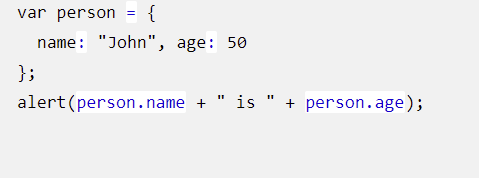 var person = {
  name: "John", age: 50
};
alert(person.name + " is " + person.age);